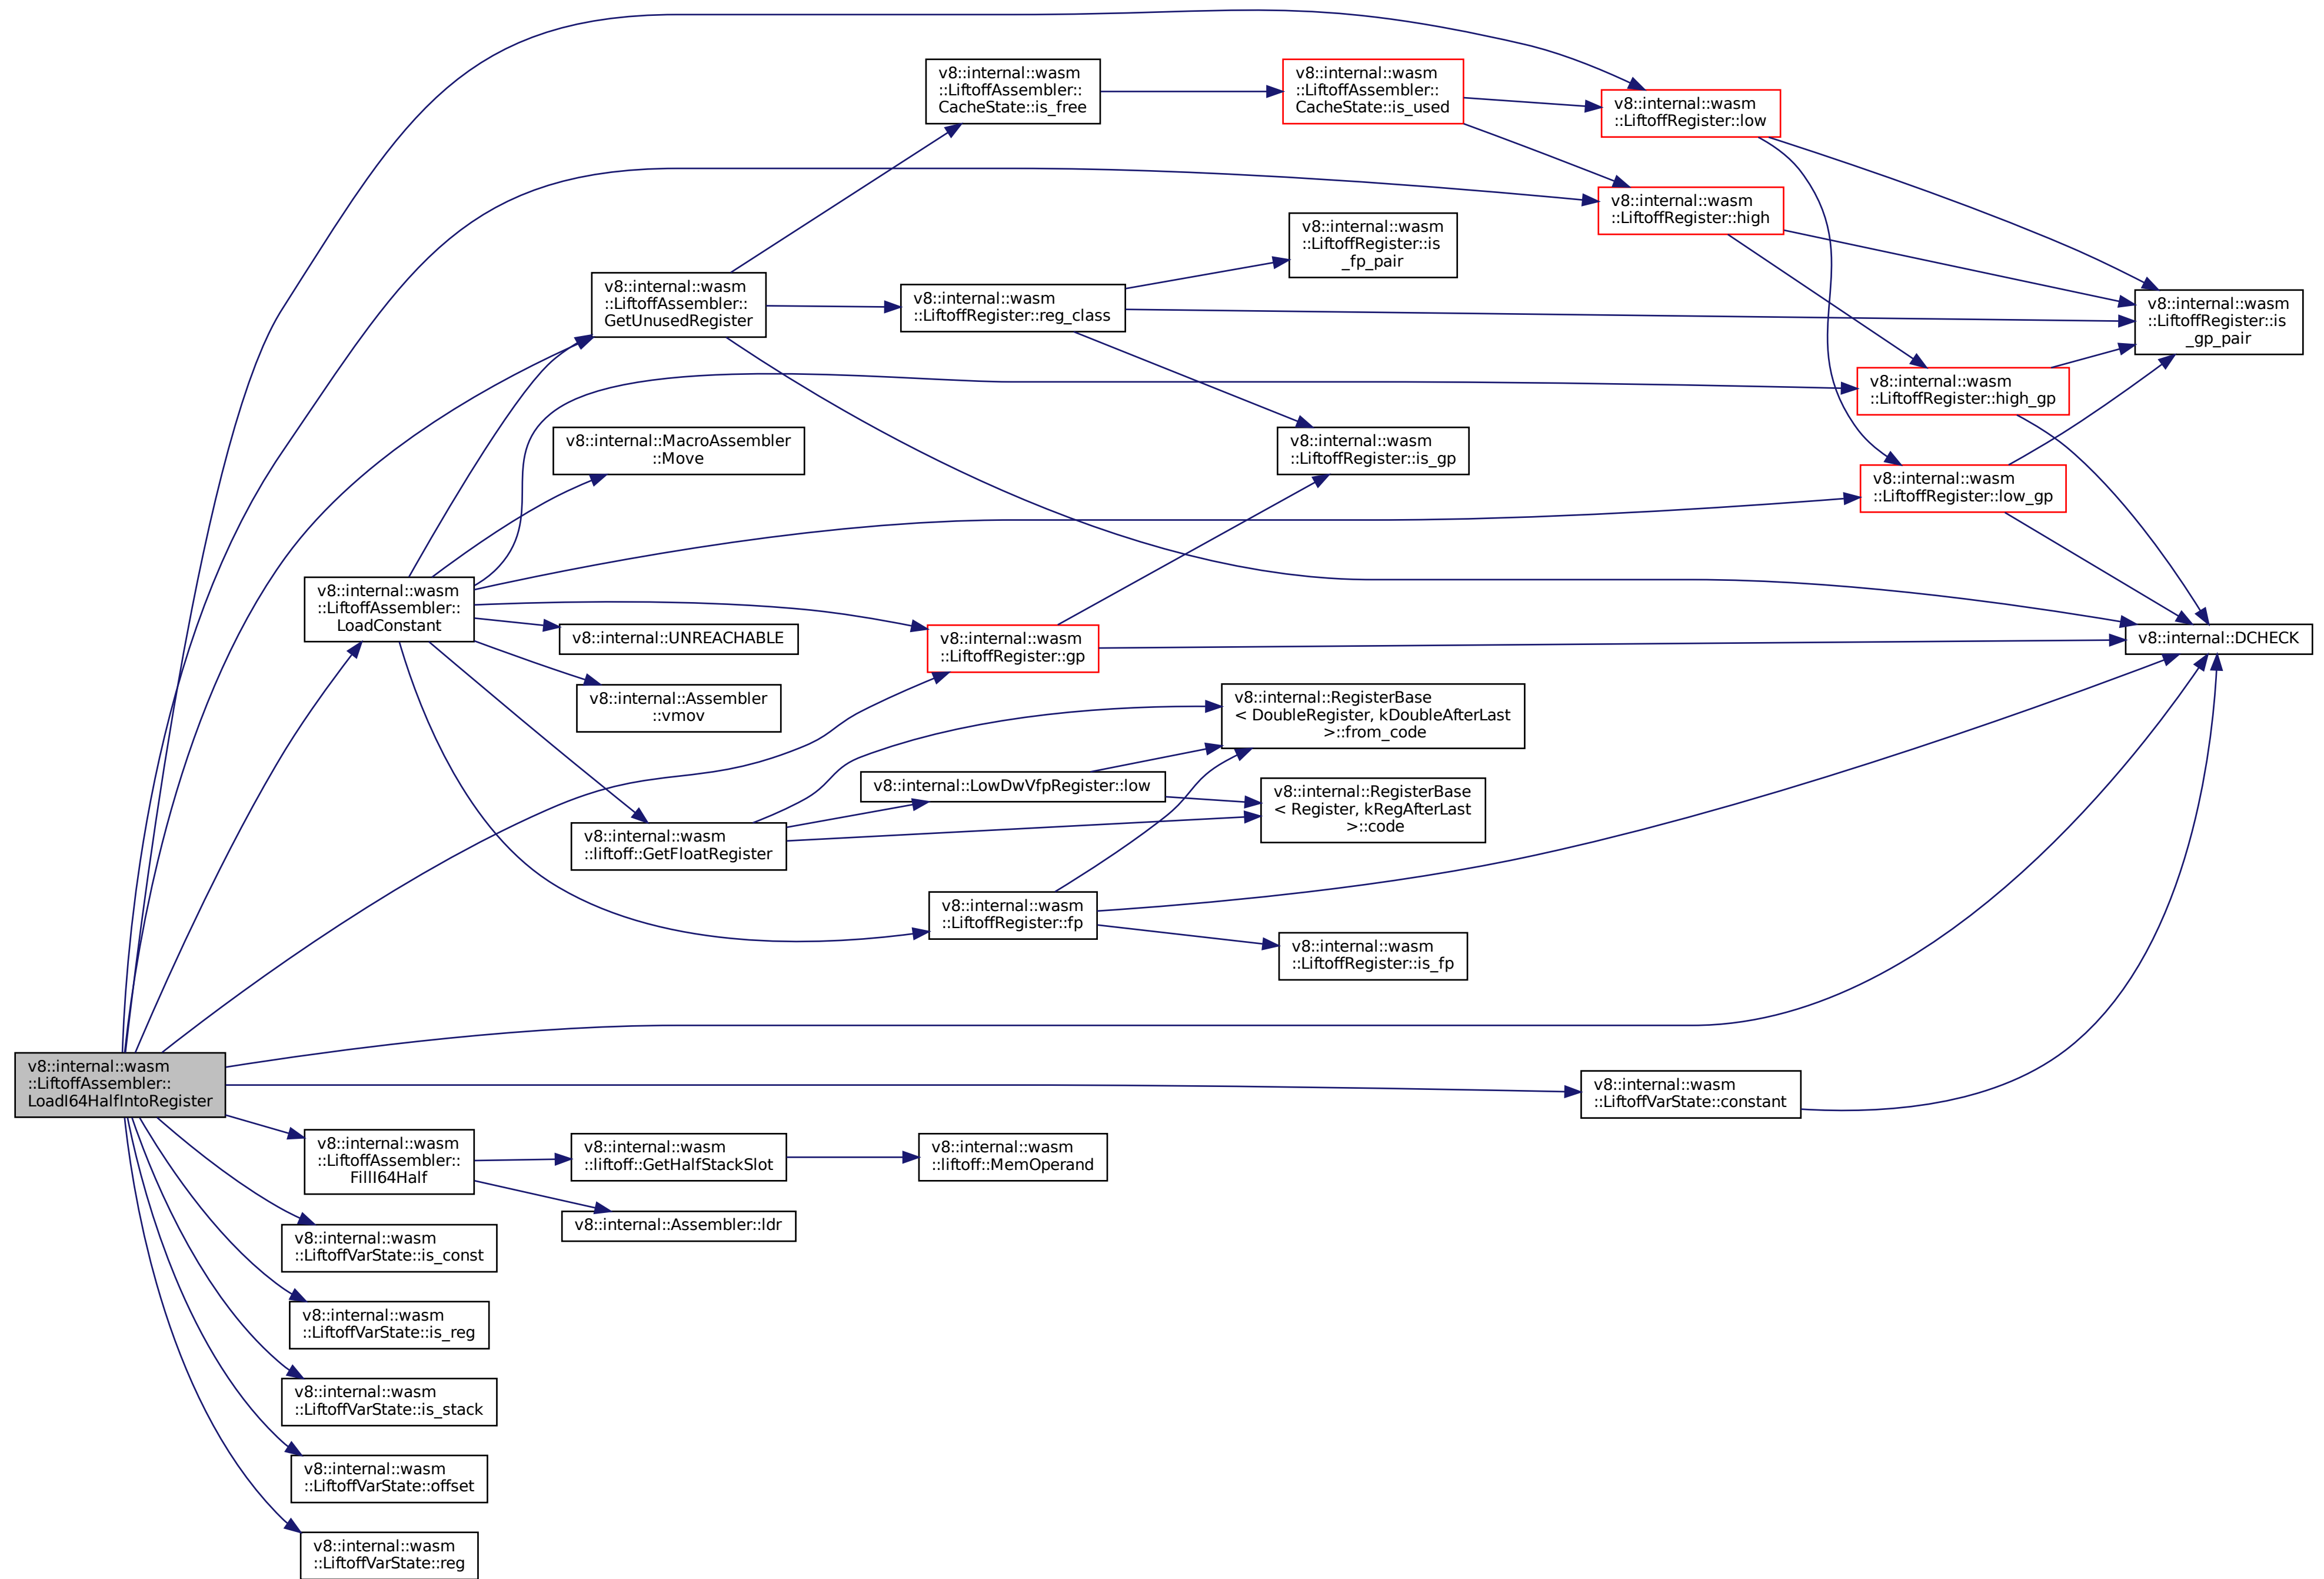 v8::internal::wasm
::LiftoffAssembler::
CacheState::is_free
v8::internal::wasm
::LiftoffAssembler::
CacheState::is_used
v8::internal::wasm
::LiftoffRegister::low
v8::internal::wasm
::LiftoffRegister::high
v8::internal::wasm
::LiftoffRegister::is
_fp_pair
v8::internal::wasm
::LiftoffAssembler::
GetUnusedRegister
v8::internal::wasm
::LiftoffRegister::reg_class
v8::internal::wasm
::LiftoffRegister::is
_gp_pair
v8::internal::wasm
::LiftoffRegister::high_gp
v8::internal::MacroAssembler
::Move
v8::internal::wasm
::LiftoffRegister::is_gp
v8::internal::wasm
::LiftoffRegister::low_gp
v8::internal::wasm
::LiftoffAssembler::
LoadConstant
v8::internal::UNREACHABLE
v8::internal::wasm
::LiftoffRegister::gp
v8::internal::DCHECK
v8::internal::Assembler
::vmov
v8::internal::RegisterBase
< DoubleRegister, kDoubleAfterLast
>::from_code
v8::internal::LowDwVfpRegister::low
v8::internal::RegisterBase
< Register, kRegAfterLast
>::code
v8::internal::wasm
::liftoff::GetFloatRegister
v8::internal::wasm
::LiftoffRegister::fp
v8::internal::wasm
::LiftoffRegister::is_fp
v8::internal::wasm
::LiftoffAssembler::
LoadI64HalfIntoRegister
v8::internal::wasm
::LiftoffVarState::constant
v8::internal::wasm
::LiftoffAssembler::
FillI64Half
v8::internal::wasm
::liftoff::GetHalfStackSlot
v8::internal::wasm
::liftoff::MemOperand
v8::internal::Assembler::ldr
v8::internal::wasm
::LiftoffVarState::is_const
v8::internal::wasm
::LiftoffVarState::is_reg
v8::internal::wasm
::LiftoffVarState::is_stack
v8::internal::wasm
::LiftoffVarState::offset
v8::internal::wasm
::LiftoffVarState::reg